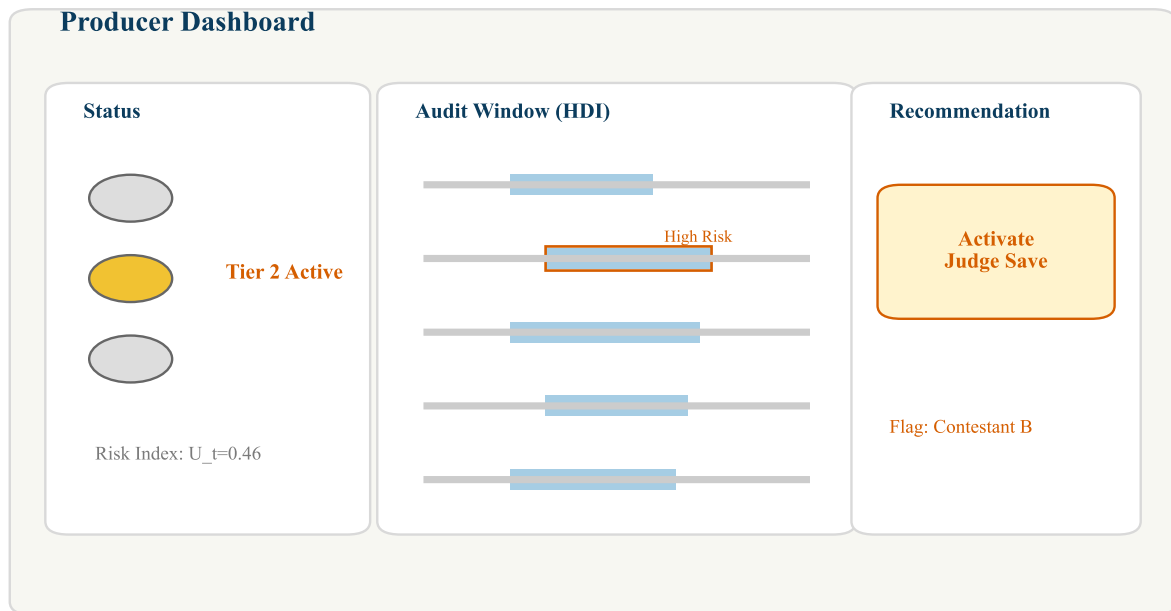 Producer Dashboard
Status
Tier 2 Active
Risk Index: U_t=0.46
Audit Window (HDI)
High Risk
Recommendation
Activate
Judge Save
Flag: Contestant B